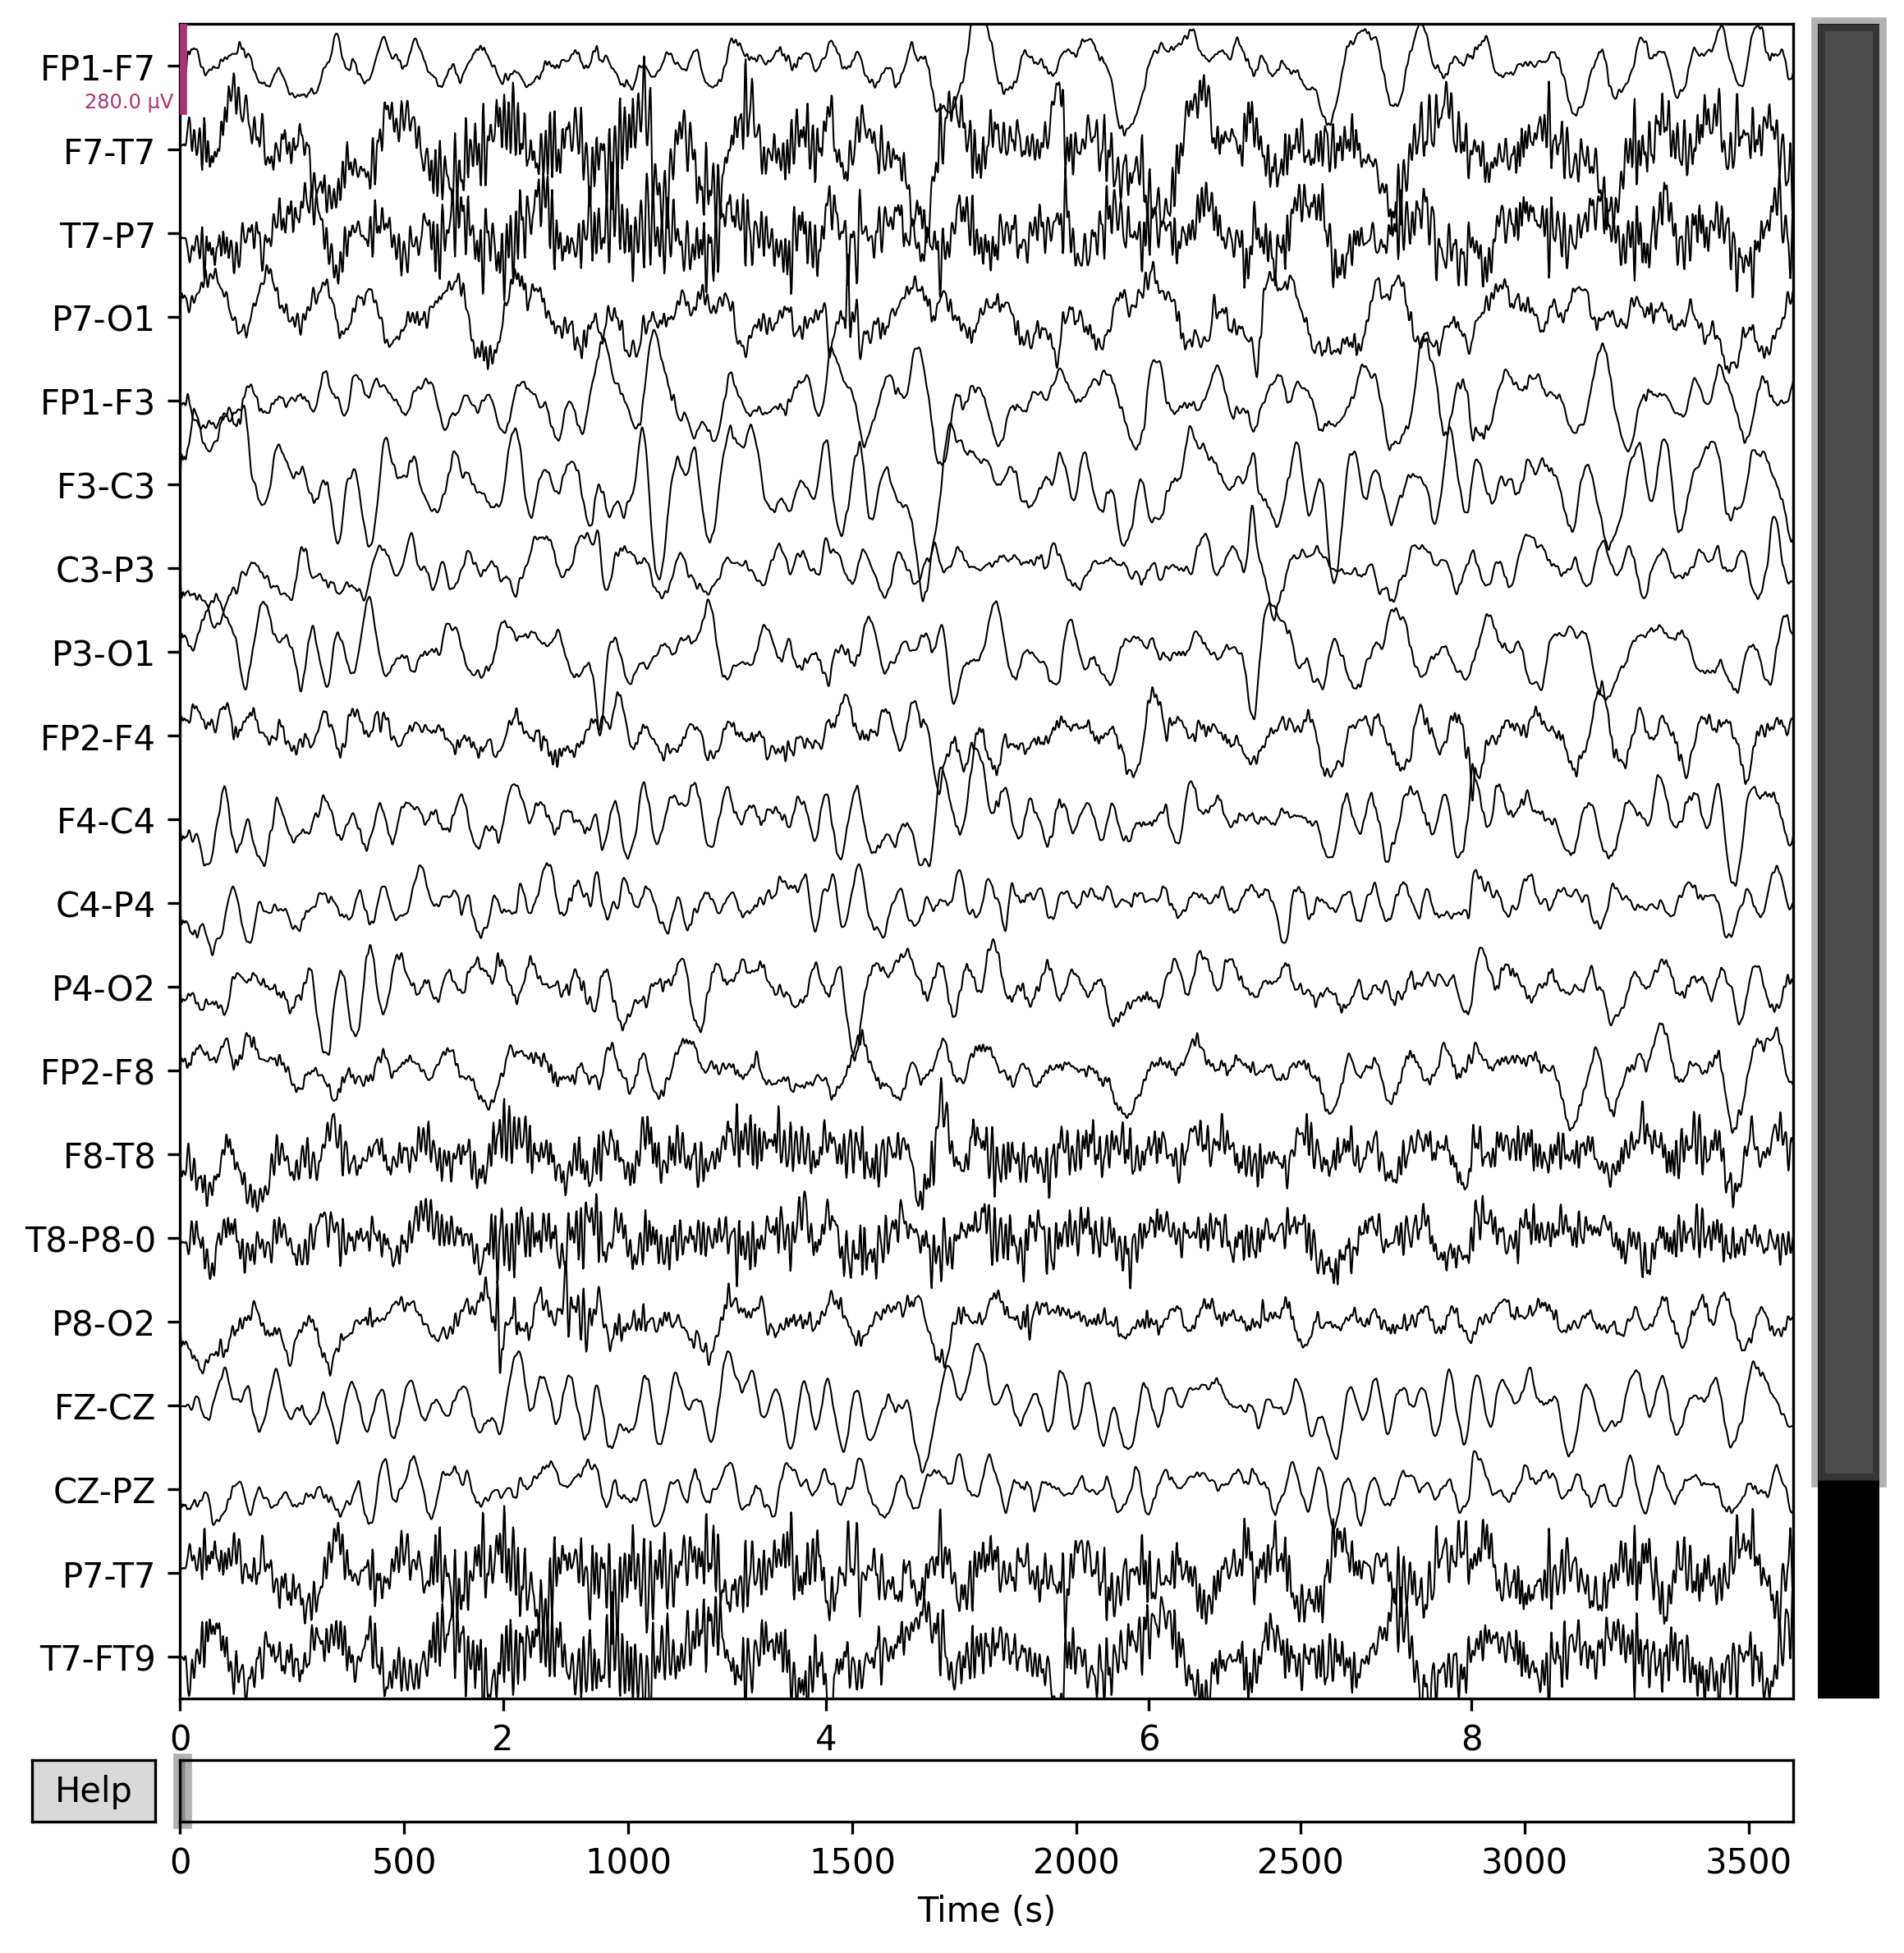 FP1-F7
280.0 µV
F7-T7
T7-P7
P7-O1
FP1-F3
F3-C3
C3-P3
P3-O1
FP2-F4
F4-C4
C4-P4
P4-O2
FP2-F8
F8-T8
T8-P8-0
P8-O2
FZ-CZ
CZ-PZ
P7-T7
T7-FT9
0 2 4 6 8
Help
0 500 1000 1500 2000 2500 3000 3500
Time (s)